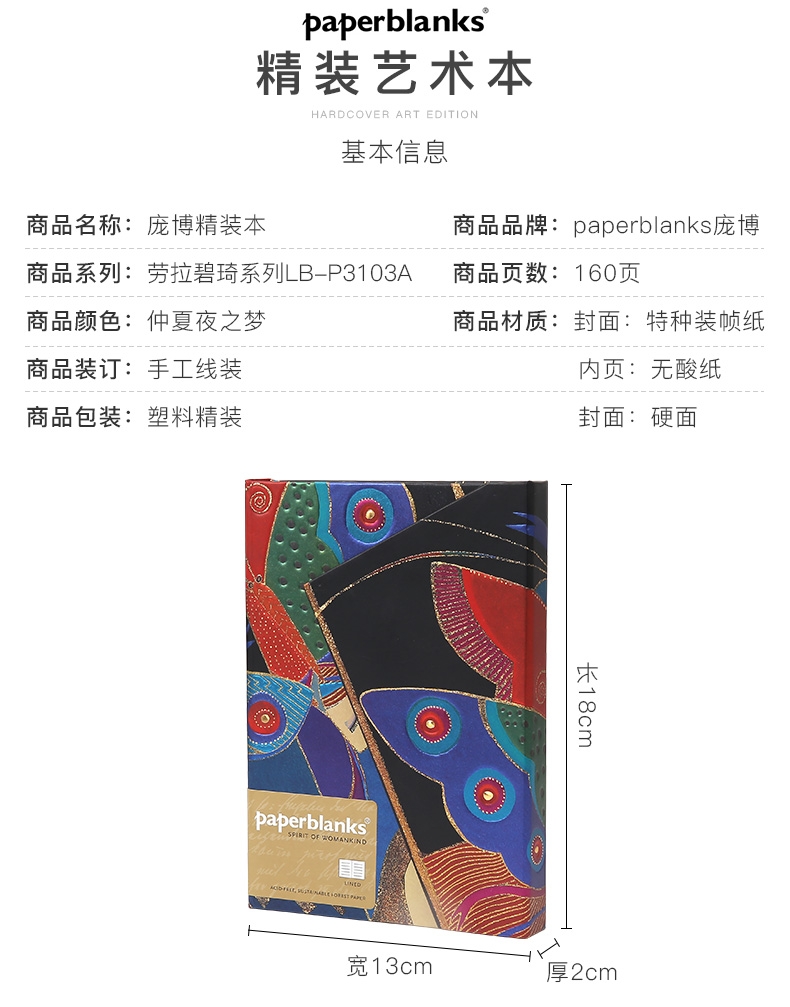 paperblanks®
精装艺术本
HARDCOVER ART EDITION
基本信息
商品名称：庞博精装本 商品品牌：paperblanks庞博
商品系列：劳拉碧琦系列LB-P3103A 商品页数：160页
商品颜色：仲夏夜之梦 商品材质：封面：特种装帧纸
商品装订：手工线装 内页：无酸纸
商品包装：塑料精装 封面：硬面
长18cm
paperblanks®
SPIRIT OF WOMANKIND
LINED
ACID-FREE, SUSTAINABLE FOREST PAPER
宽13cm
厚2cm